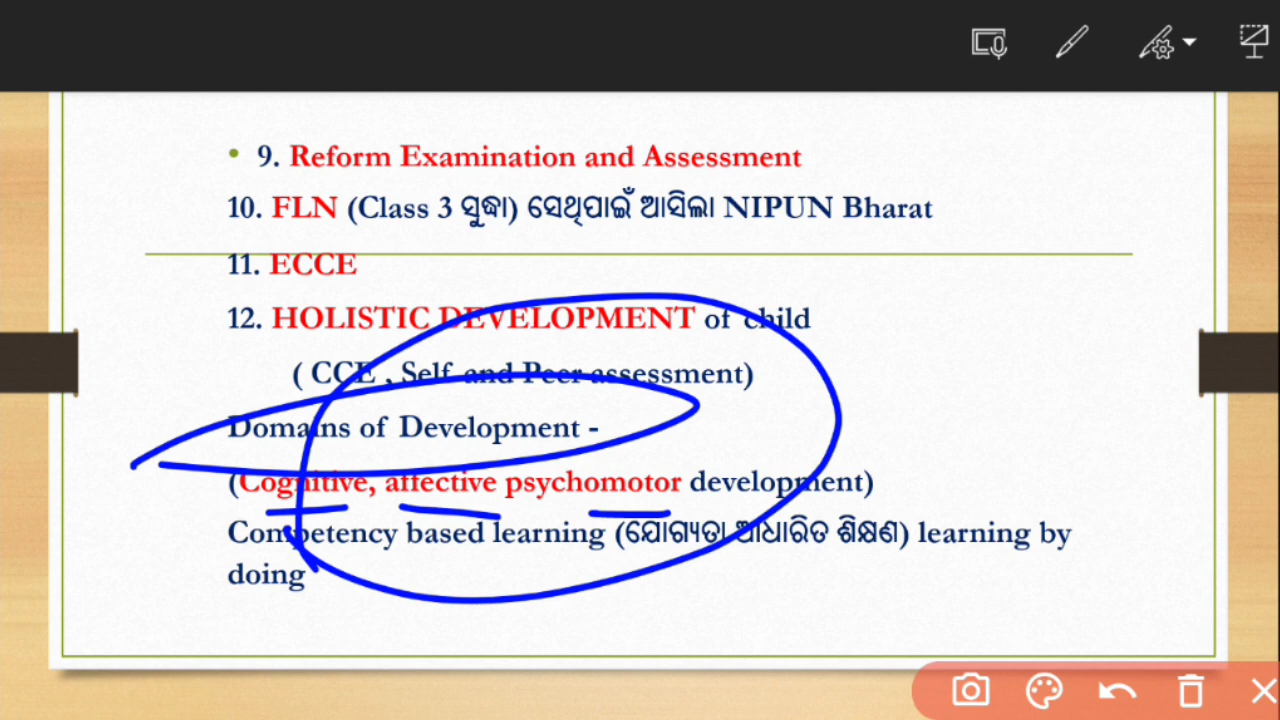 • 9. Reform Examination and Assessment
10. FLN (Class 3 ସୁଦ୍ଧା) ସେଥିପାଇଁ ଆସିଲା NIPUN Bharat
11. ECCE
12. HOLISTIC DEVELOPMENT of child
( CCE , Self and Peer assessment)
Domains of Development -
(Cognitive, affective psychomotor development)
Competency based learning (ଯୋଗ୍ୟତା ଆଧାରିତ ଶିକ୍ଷଣ) learning by
doing